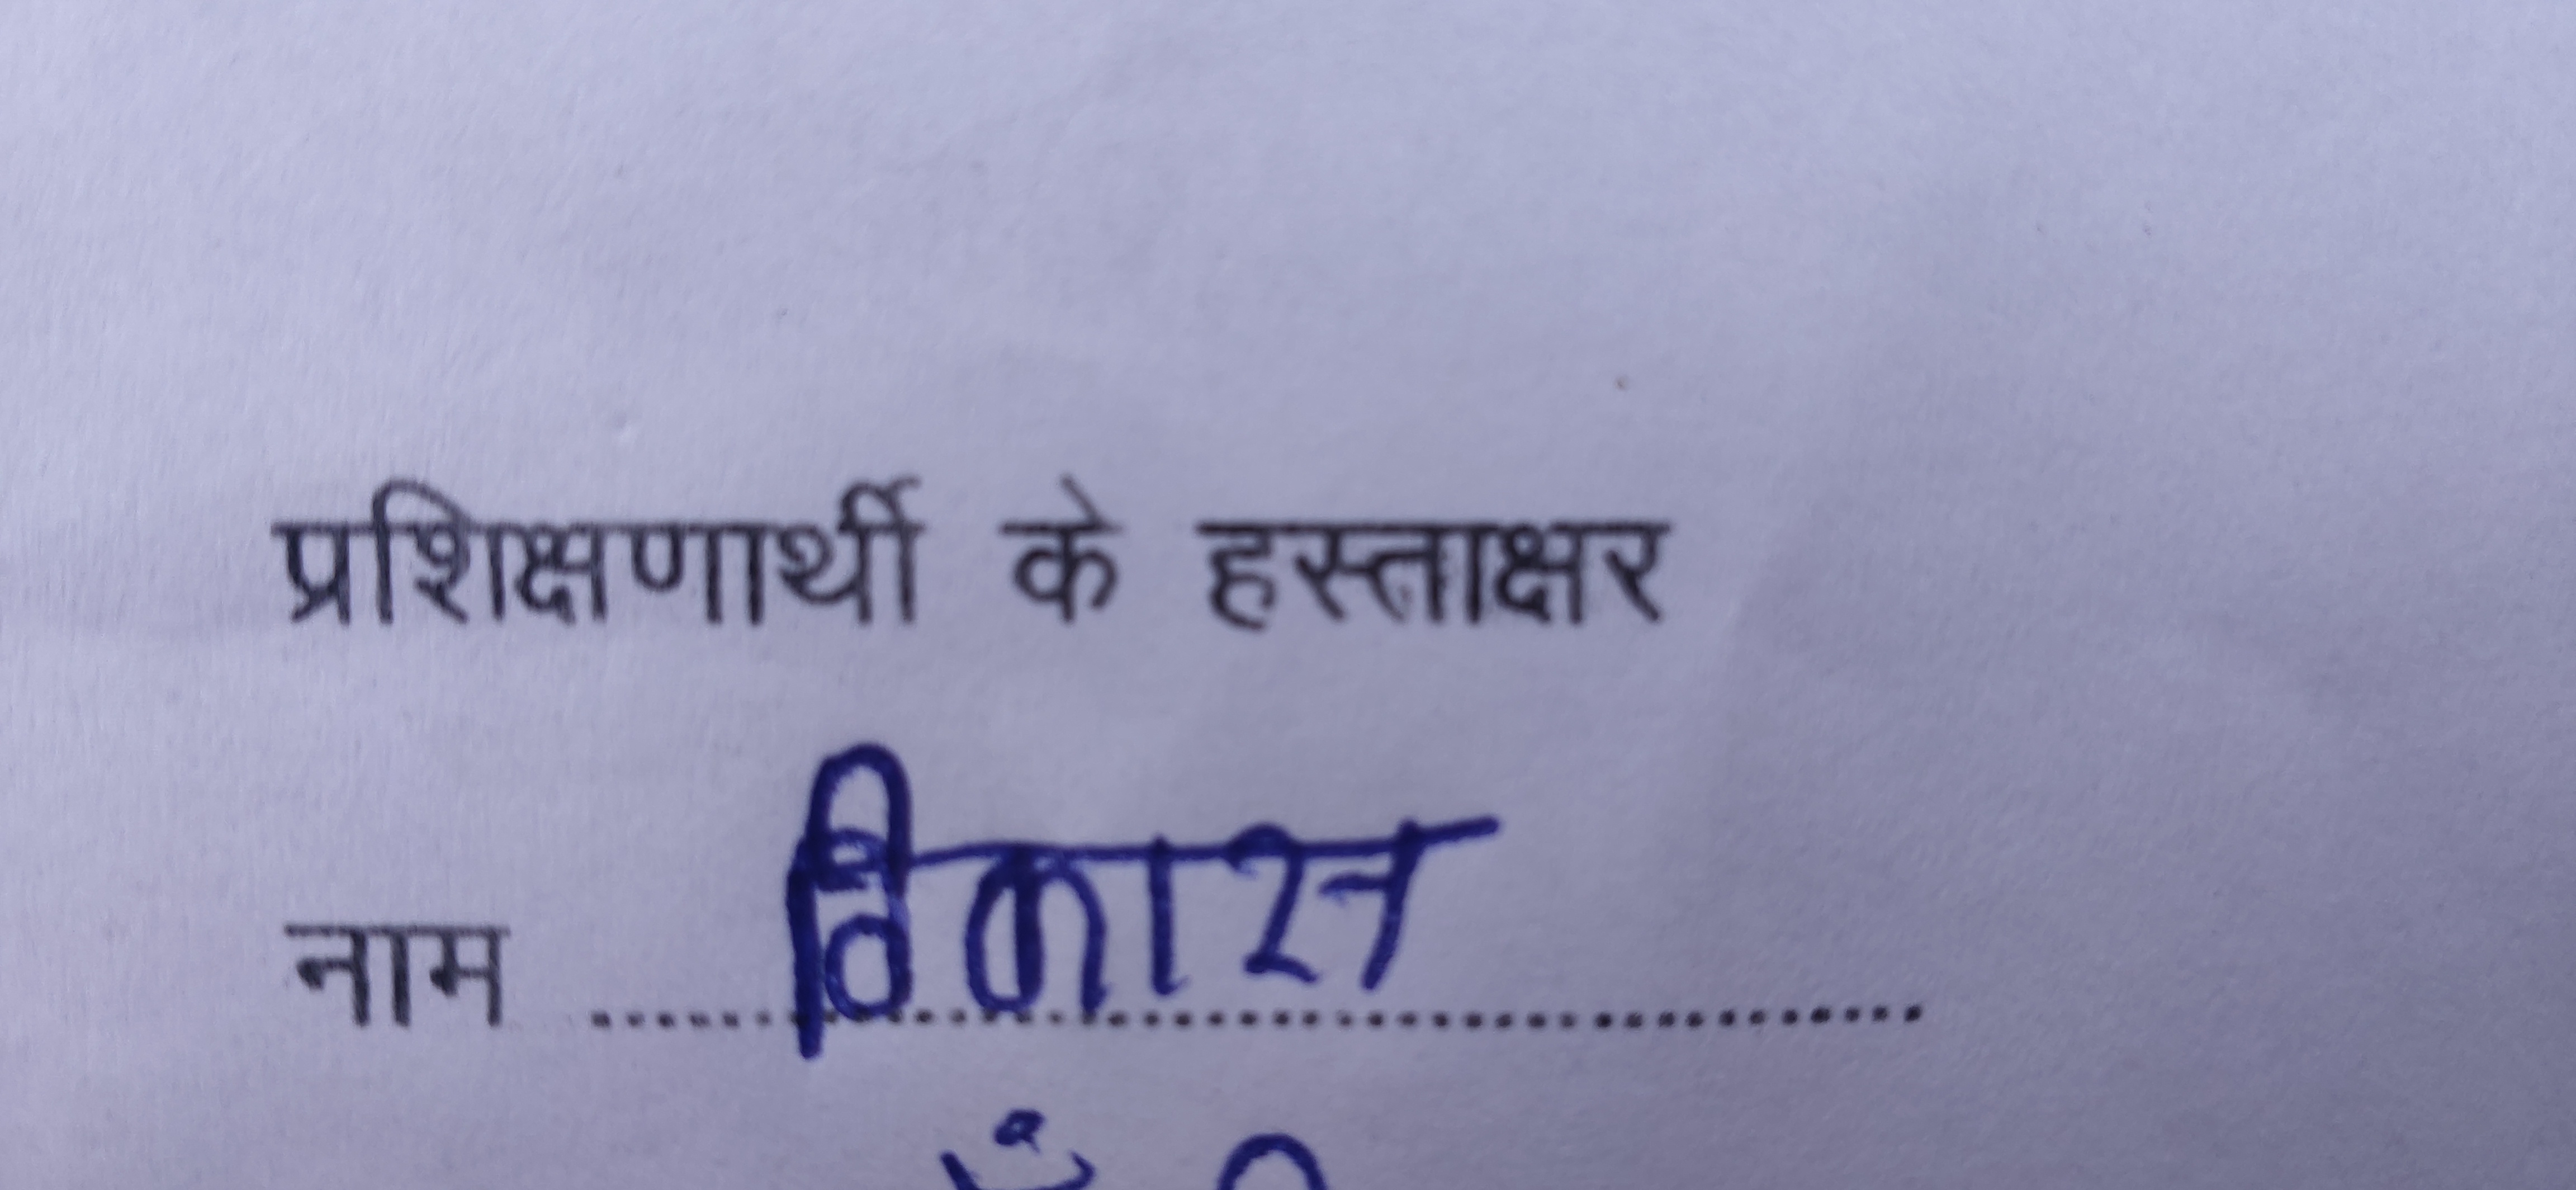 प्रशिक्षणार्थी के हस्ताक्षर
नाम विकास